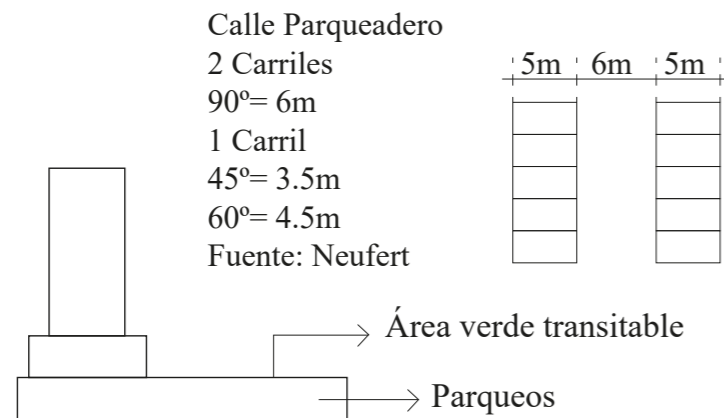 Calle Parqueadero
2 Carriles
90º= 6m
1 Carril
45º= 3.5m
60º= 4.5m
Fuente: Neufert
5m 6m 5m
Área verde transitable
Parqueos